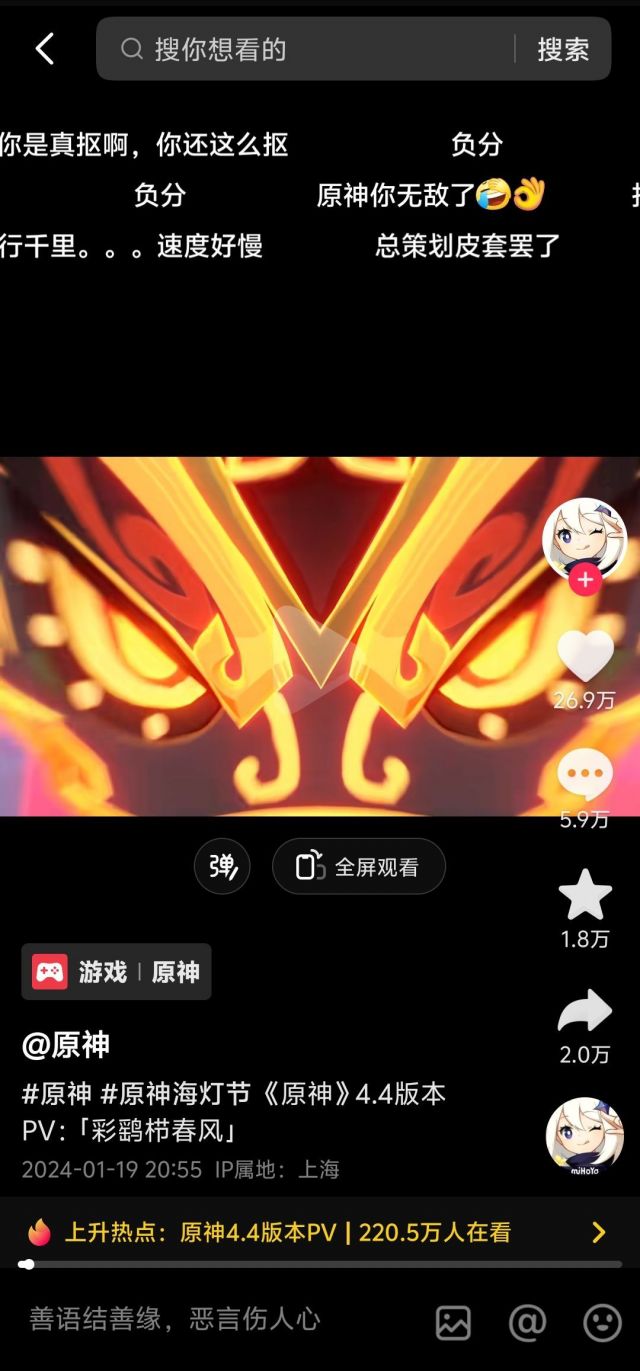 搜你想看的 搜索
你是真抠啊，你还这么抠 负分
负分 原神你无敌了🤣👌
行千里。。。速度好慢 总策划皮套罢了
26.9万
5.9万
弹 全屏观看
1.8万
游戏 | 原神
2.0万
@原神
#原神 #原神海灯节《原神》4.4版本
PV：「彩鹞栉春风」
miHoYo
2024-01-19 20:55 IP属地：上海
上升热点：原神4.4版本PV | 220.5万人在看
善语结善缘，恶言伤人心